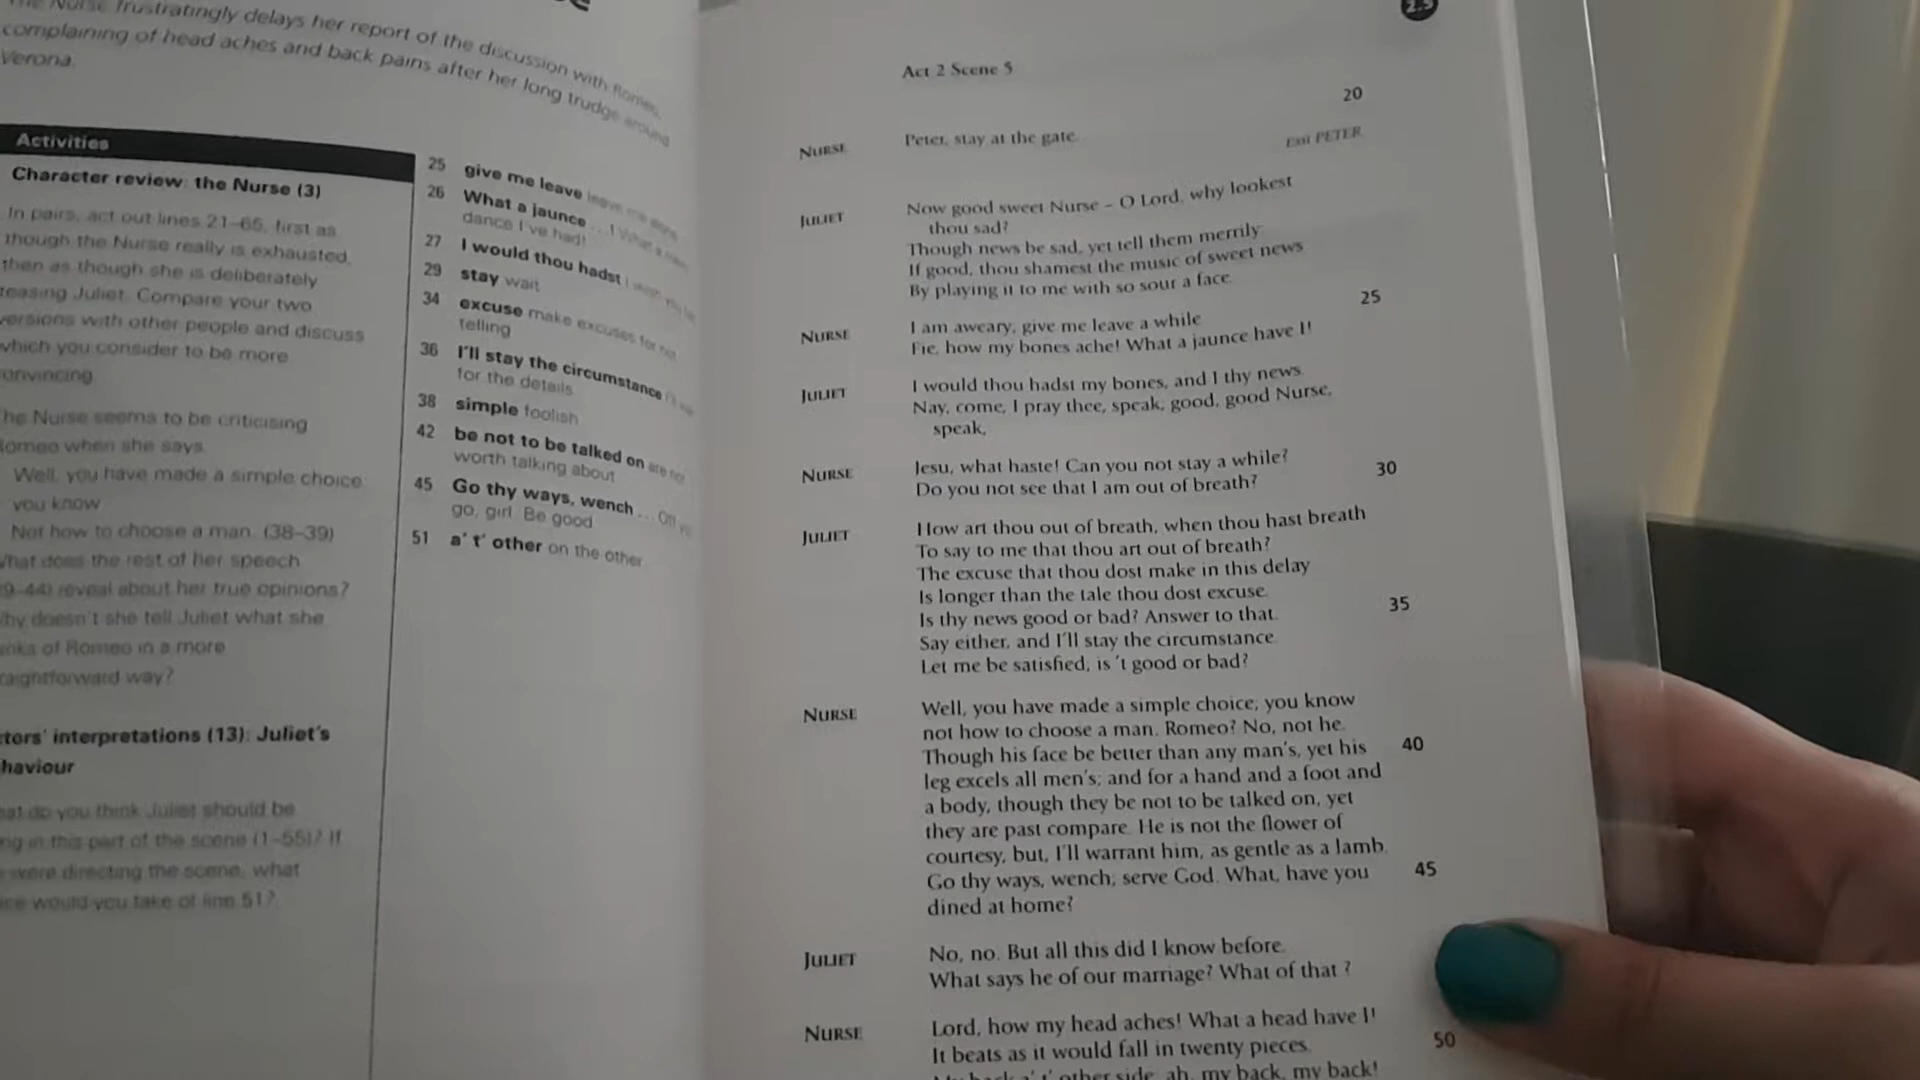 The Nurse frustratingly delays her report of the discussion with Romeo,
complaining of head aches and back pains after her long trudge around
Verona.
Activities
Character review: the Nurse (3)
In pairs, act out lines 21–65, first as
though the Nurse really is exhausted,
then as though she is deliberately
teasing Juliet. Compare your two
versions with other people and discuss
which you consider to be more
convincing.
he Nurse seems to be criticising
Romeo when she says:
Well, you have made a simple choice,
you know
Not how to choose a man. (38–39)
What does the rest of her speech
9–44) reveal about her true opinions?
Why doesn't she tell Juliet what she
inks of Romeo in a more
raightforward way?
tors' interpretations (13): Juliet's
haviour
at do you think Juliet should be
ng in this part of the scene (1–55)? If
were directing the scene, what
would you take of line 51?
25 give me leave leave me alone
26 What a jaunce ...! What a
dance I've had!
27 I would thou hadst I wish you
29 stay wait
34 excuse make excuses for not
telling
36 I'll stay the circumstance
for the details
38 simple foolish
42 be not to be talked on are not
worth talking about
45 Go thy ways, wench ... Off
go, girl. Be good
51 a' t' other on the other
2.5
Act 2 Scene 5
20
NURSE Peter, stay at the gate.
Exit PETER
JULIET Now good sweet Nurse – O Lord, why lookest
thou sad?
Though news be sad, yet tell them merrily.
If good, thou shamest the music of sweet news
By playing it to me with so sour a face.
25
NURSE I am aweary, give me leave a while.
Fie, how my bones ache! What a jaunce have I!
JULIET I would thou hadst my bones, and I thy news.
Nay, come, I pray thee, speak, good, good Nurse,
speak,
NURSE Jesu, what haste! Can you not stay a while?
Do you not see that I am out of breath? 30
JULIET How art thou out of breath, when thou hast breath
To say to me that thou art out of breath?
The excuse that thou dost make in this delay
Is longer than the tale thou dost excuse.
Is thy news good or bad? Answer to that. 35
Say either, and I'll stay the circumstance.
Let me be satisfied, is 't good or bad?
NURSE Well, you have made a simple choice; you know
not how to choose a man. Romeo? No, not he.
Though his face be better than any man's, yet his 40
leg excels all men's; and for a hand and a foot and
a body, though they be not to be talked on, yet
they are past compare. He is not the flower of
courtesy, but, I'll warrant him, as gentle as a lamb.
Go thy ways, wench; serve God. What, have you 45
dined at home?
JULIET No, no. But all this did I know before.
What says he of our marriage? What of that ?
NURSE Lord, how my head aches! What a head have I!
It beats as it would fall in twenty pieces. 50
My back a' t' other side: ah, my back, my back!